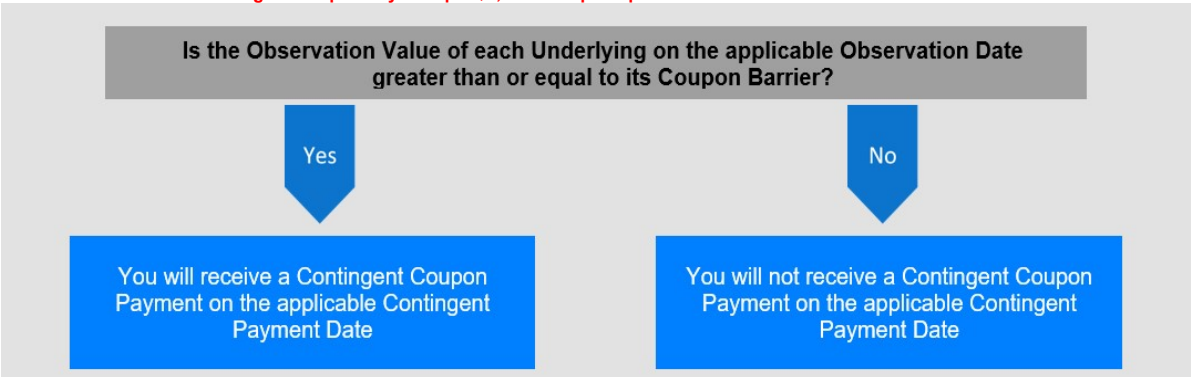 Is the Observation Value of each Underlying on the applicable Observation Date
greater than or equal to its Coupon Barrier?
Yes
No
You will receive a Contingent Coupon
Payment on the applicable Contingent
Payment Date
You will not receive a Contingent Coupon
Payment on the applicable Contingent
Payment Date